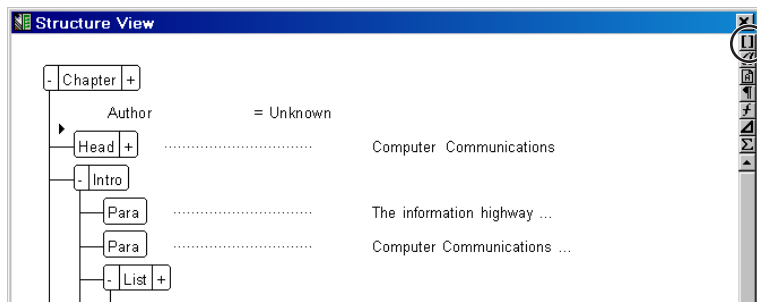 Structure View
- Chapter +
Author = Unknown
Head + Computer Communications
- Intro
Para The information highway ...
Para Computer Communications ...
- List +